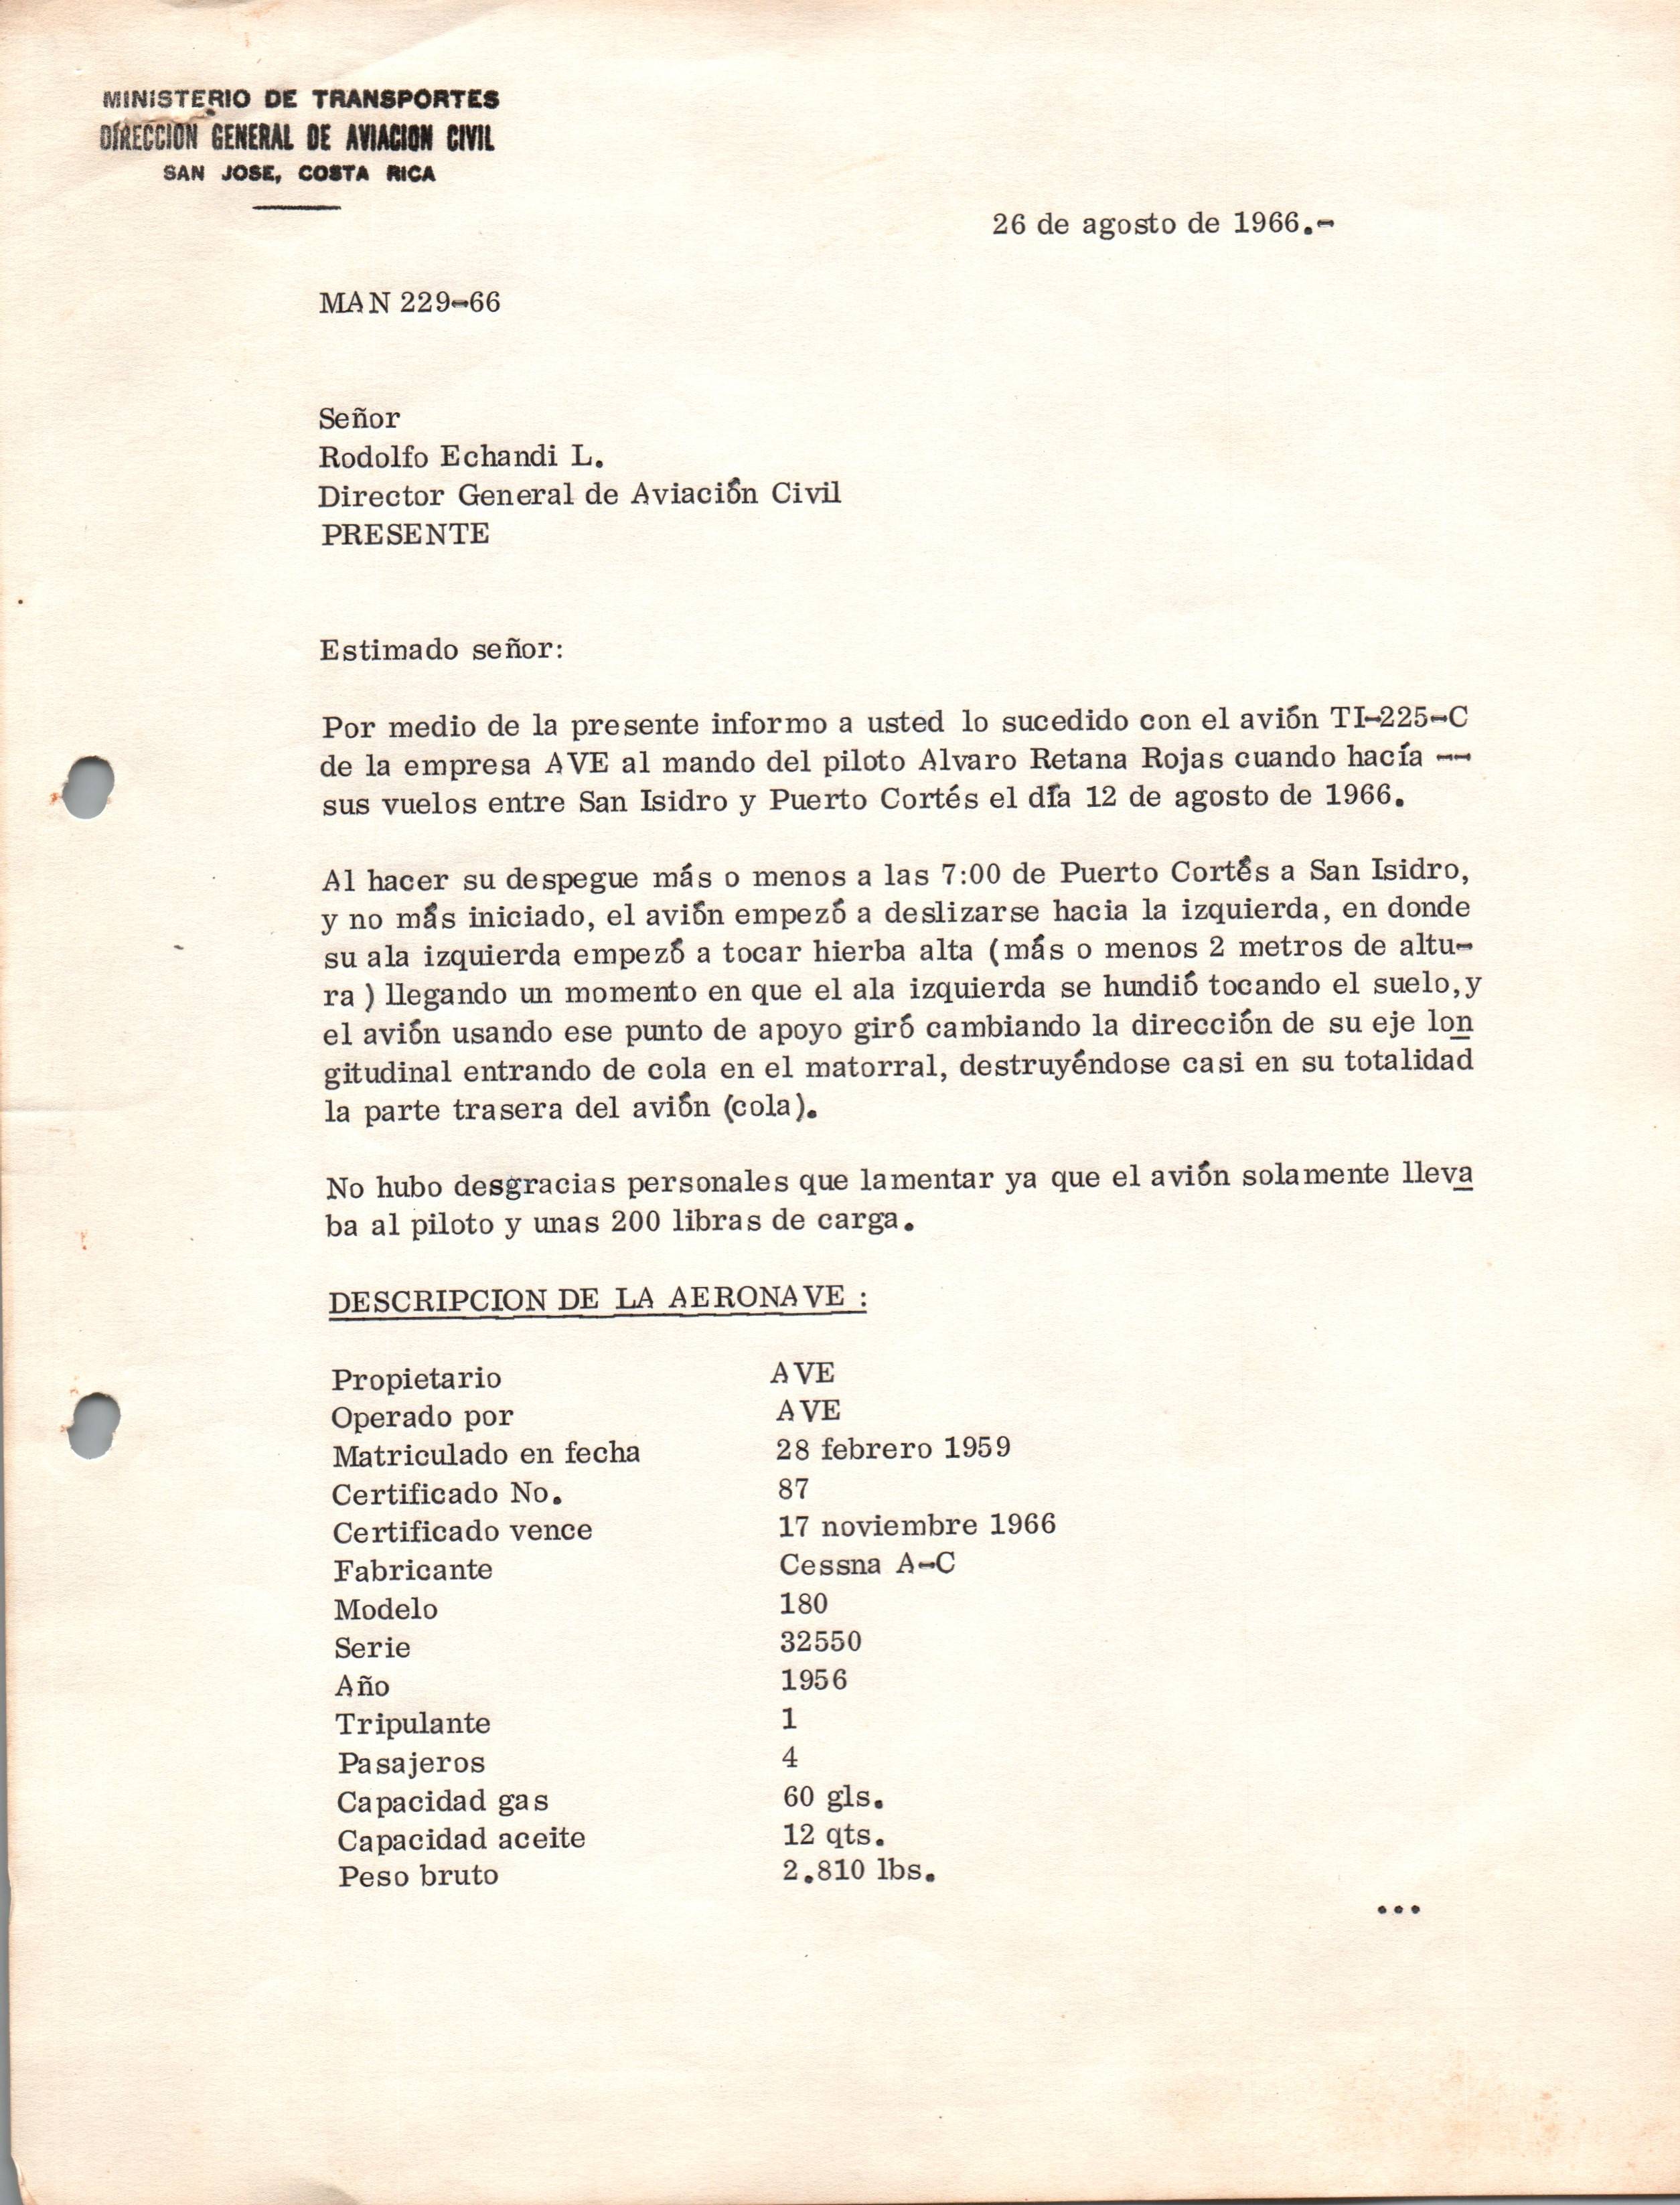 MINISTERIO DE TRANSPORTES
DIRECCION GENERAL DE AVIACION CIVIL
SAN JOSE, COSTA RICA
26 de agosto de 1966.-
MAN 229-66
Señor
Rodolfo Echandi L.
Director General de Aviación Civil
PRESENTE
Estimado señor:
Por medio de la presente informo a usted lo sucedido con el avión TI-225-C
de la empresa AVE al mando del piloto Alvaro Retana Rojas cuando hacía --
sus vuelos entre San Isidro y Puerto Cortés el día 12 de agosto de 1966.
Al hacer su despegue más o menos a las 7:00 de Puerto Cortés a San Isidro,
y no más iniciado, el avión empezó a deslizarse hacia la izquierda, en donde
su ala izquierda empezó a tocar hierba alta (más o menos 2 metros de altu-
ra ) llegando un momento en que el ala izquierda se hundió tocando el suelo, y
el avión usando ese punto de apoyo giró cambiando la dirección de su eje lon
gitudinal entrando de cola en el matorral, destruyéndose casi en su totalidad
la parte trasera del avión (cola).
No hubo desgracias personales que lamentar ya que el avión solamente lleva
ba al piloto y unas 200 libras de carga.
DESCRIPCION DE LA AERONAVE :
Propietario AVE
Operado por AVE
Matriculado en fecha 28 febrero 1959
Certificado No. 87
Certificado vence 17 noviembre 1966
Fabricante Cessna A-C
Modelo 180
Serie 32550
Año 1956
Tripulante 1
Pasajeros 4
Capacidad gas 60 gls.
Capacidad aceite 12 qts.
Peso bruto 2.810 lbs.
...